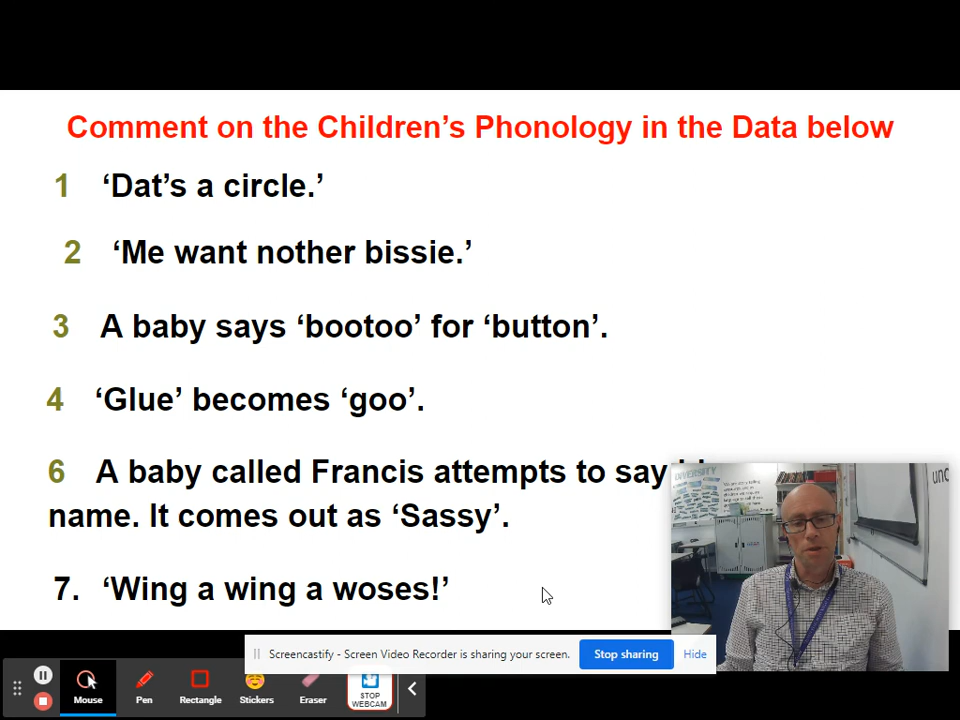 Comment on the Children's Phonology in the Data below
1 ‘Dat’s a circle.’
2 ‘Me want nother bissie.’
3 A baby says ‘bootoo’ for ‘button’.
4 ‘Glue’ becomes ‘goo’.
6 A baby called Francis attempts to say
name. It comes out as ‘Sassy’.
7. ‘Wing a wing a woses!’
DIVERSITY
Screencastify - Screen Video Recorder is sharing your screen.
Stop sharing
Hide
Mouse
Pen
Rectangle
Stickers
Eraser
STOP
WEBCAM